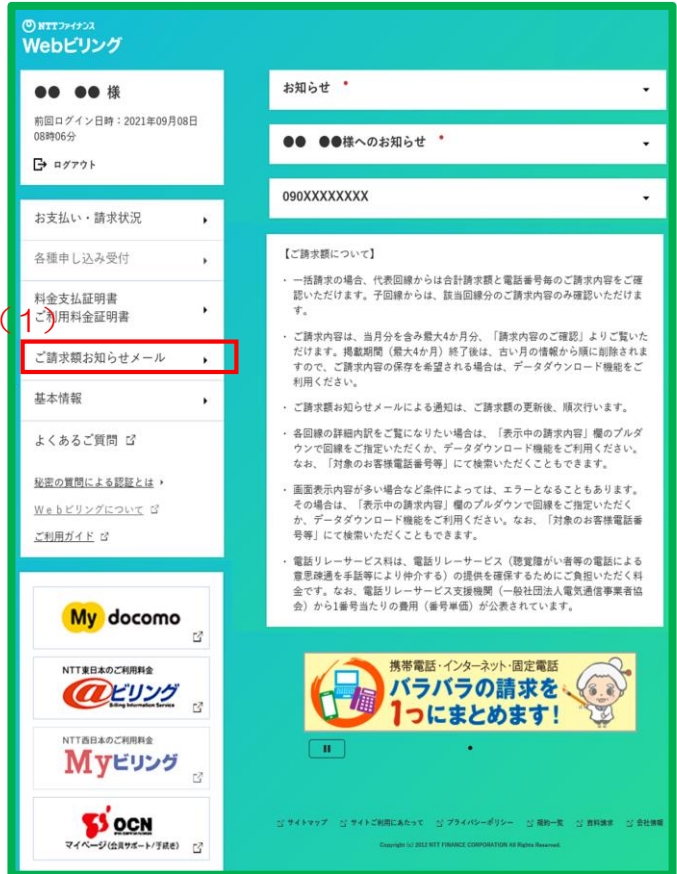 NTTファイナンス
Webビリング
●● ●● 様
前回ログイン日時：2021年09月08日
08時06分
ログアウト
お支払い・請求状況
各種申し込み受付
料金支払証明書
ご利用料金証明書
(1)
ご請求額お知らせメール
基本情報
よくあるご質問
秘密の質問による認証とは
Ｗｅｂビリングについて
ご利用ガイド
My docomo
NTT東日本のご利用料金
@ビリング
Billing Information Service
NTT西日本のご利用料金
Myビリング
OCN
マイページ(会員サポート/手続き)
お知らせ *
●● ●●様へのお知らせ *
090XXXXXXXX
【ご請求額について】
・ 一括請求の場合、代表回線からは合計請求額と電話番号毎のご請求内容をご確
認いただけます。子回線からは、該当回線分のご請求内容のみ確認いただけま
す。
・ ご請求内容は、当月分を含み最大4か月分、「請求内容のご確認」よりご覧いた
だけます。掲載期間（最大4か月）終了後は、古い月の情報から順に削除されま
すので、ご請求内容の保存を希望される場合は、データダウンロード機能をご
利用ください。
・ ご請求額お知らせメールによる通知は、ご請求額の更新後、順次行います。
・ 各回線の詳細内訳をご覧になりたい場合は、「表示中の請求内容」欄のプルダ
ウンで回線をご指定いただくか、データダウンロード機能をご利用ください。
なお、「対象のお客様電話番号等」にて検索いただくこともできます。
・ 画面表示内容が多い場合など条件によっては、エラーとなることもあります。
その場合は、「表示中の請求内容」欄のプルダウンで回線をご指定いただく
か、データダウンロード機能をご利用ください。なお、「対象のお客様電話番
号等」にて検索いただくこともできます。
・ 電話リレーサービス料は、電話リレーサービス（聴覚障がい者等の電話による
意思疎通を手話等により仲介する）の提供を確保するためにご負担いただく料
金です。なお、電話リレーサービス支援機関（一般社団法人電気通信事業者協
会）から1番号当たりの費用（番号単価）が公表されています。
携帯電話・インターネット・固定電話
バラバラの請求を
1つにまとめます！
サイトマップ サイトご利用にあたって プライバシーポリシー 規約一覧 資料請求 会社情報
Copyright (c) 2012 NTT FINANCE CORPORATION All Rights Reserved.